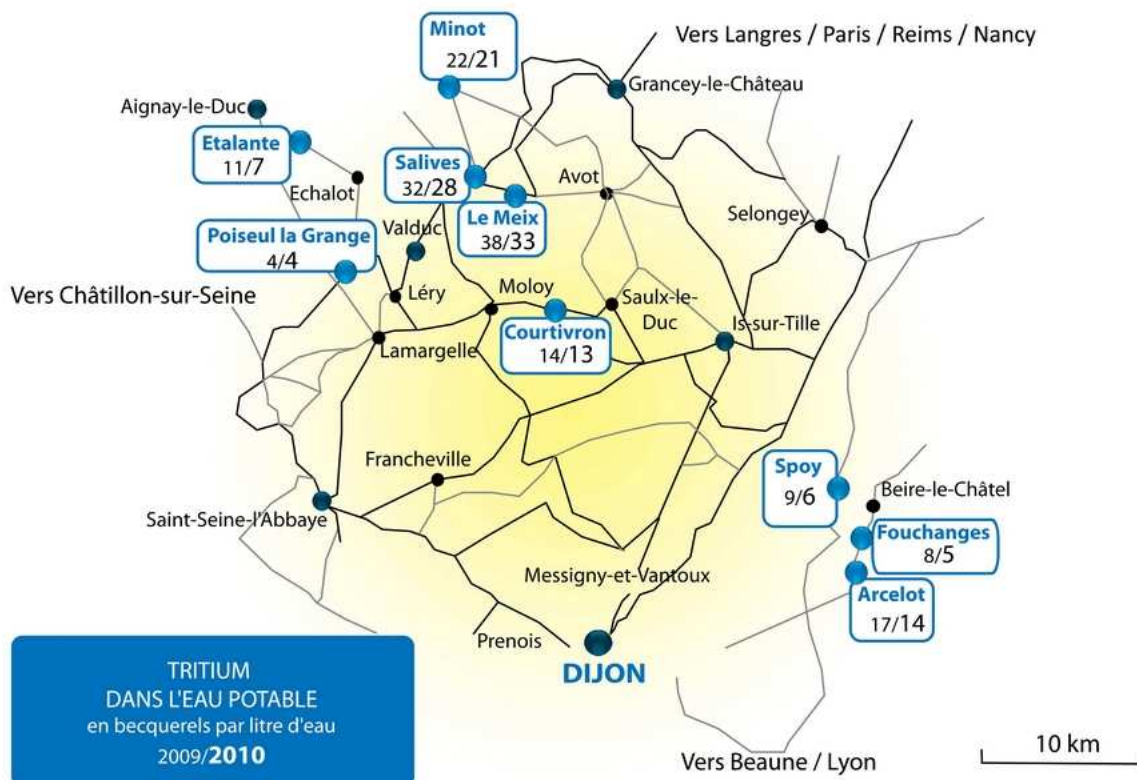 Minot
22/21
Vers Langres / Paris / Reims / Nancy
Grancey-le-Château
Aignay-le-Duc
Etalante
11/7
Echalot
Salives
32/28
Avot
Le Meix
38/33
Selongey
Poiseul la Grange
4/4
Valduc
Vers Châtillon-sur-Seine
Léry
Moloy
Saulx-le-
Duc
Is-sur-Tille
Courtivron
14/13
Lamargelle
Francheville
Spoy
9/6
Beire-le-Châtel
Saint-Seine-l'Abbaye
Fouchanges
8/5
Messigny-et-Vantoux
Arcelot
17/14
Prenois
DIJON
TRITIUM
DANS L'EAU POTABLE
en becquerels par litre d'eau
2009/2010
Vers Beaune / Lyon
10 km